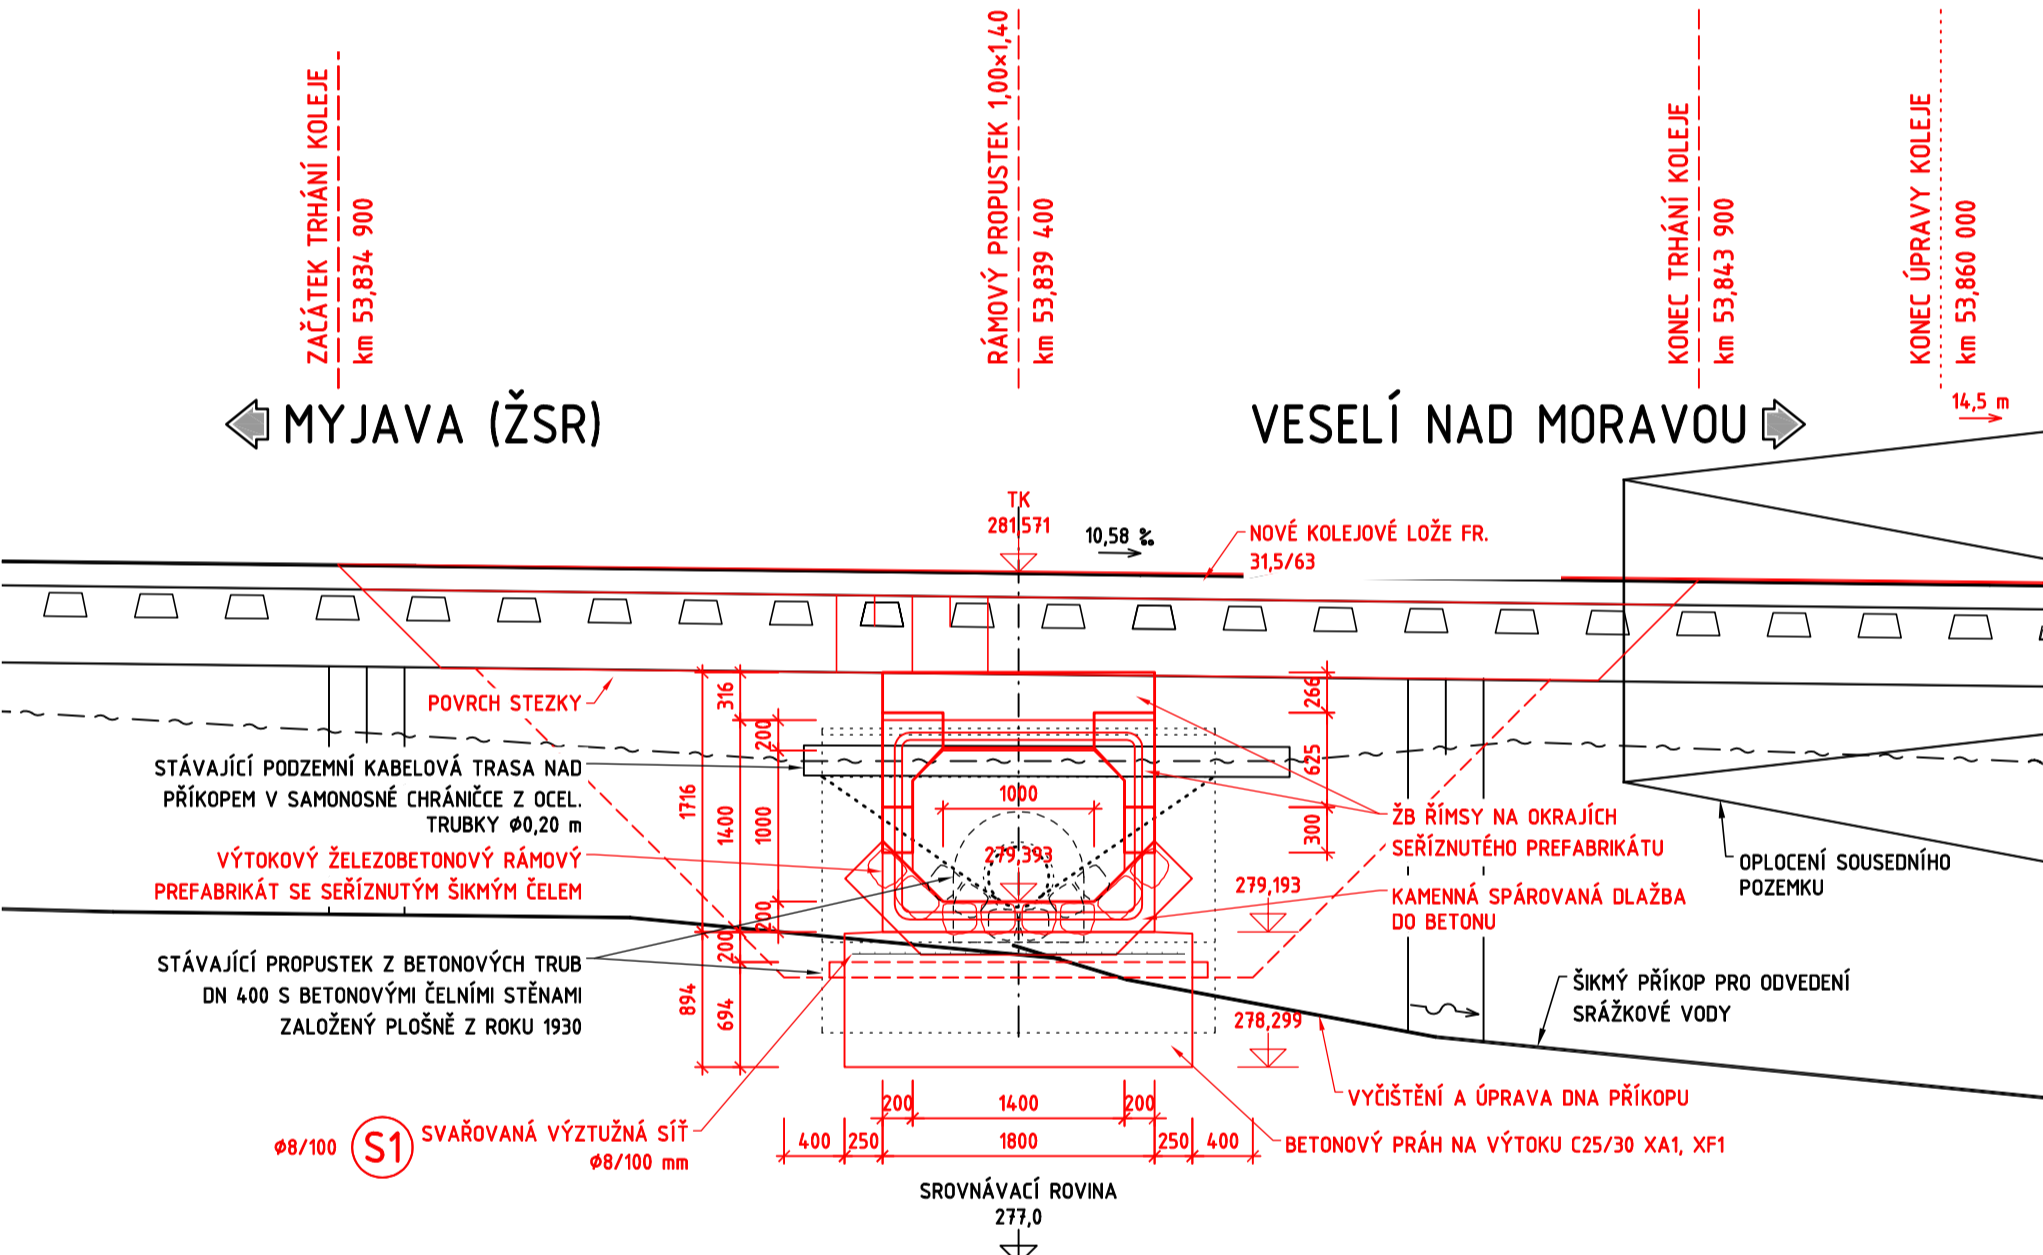 ZAČÁTEK TRHÁNÍ KOLEJE
km 53,834 900
RÁMOVÝ PROPUSTEK 1,00×1,40
km 53,839 400
KONEC TRHÁNÍ KOLEJE
km 53,843 900
KONEC ÚPRAVY KOLEJE
km 53,860 000
MYJAVA (ŽSR)
VESELÍ NAD MORAVOU
14,5 m
TK
281,571
10,58 ‰
NOVÉ KOLEJOVÉ LOŽE FR.
31,5/63
POVRCH STEZKY
STÁVAJÍCÍ PODZEMNÍ KABELOVÁ TRASA NAD
PŘÍKOPEM V SAMONOSNÉ CHRÁNIČCE Z OCEL.
TRUBKY Ø0,20 m
VÝTOKOVÝ ŽELEZOBETONOVÝ RÁMOVÝ
PREFABRIKÁT SE SEŘÍZNUTÝM ŠIKMÝM ČELEM
STÁVAJÍCÍ PROPUSTEK Z BETONOVÝCH TRUB
DN 400 S BETONOVÝMI ČELNÍMI STĚNAMI
ZALOŽENÝ PLOŠNĚ Z ROKU 1930
Ø8/100
S1
SVAŘOVANÁ VÝZTUŽNÁ SÍŤ
Ø8/100 mm
1716
894
316
1400
200
694
200
1000
200
1000
279,393
266
625
300
279,193
278,299
ŽB ŘÍMSY NA OKRAJÍCH
SEŘÍZNUTÉHO PREFABRIKÁTU
KAMENNÁ SPÁROVANÁ DLAŽBA
DO BETONU
OPLOCENÍ SOUSEDNÍHO
POZEMKU
ŠIKMÝ PŘÍKOP PRO ODVEDENÍ
SRÁŽKOVÉ VODY
VYČIŠTĚNÍ A ÚPRAVA DNA PŘÍKOPU
BETONOVÝ PRÁH NA VÝTOKU C25/30 XA1, XF1
200
1400
200
400
250
1800
250
400
SROVNÁVACÍ ROVINA
277,0